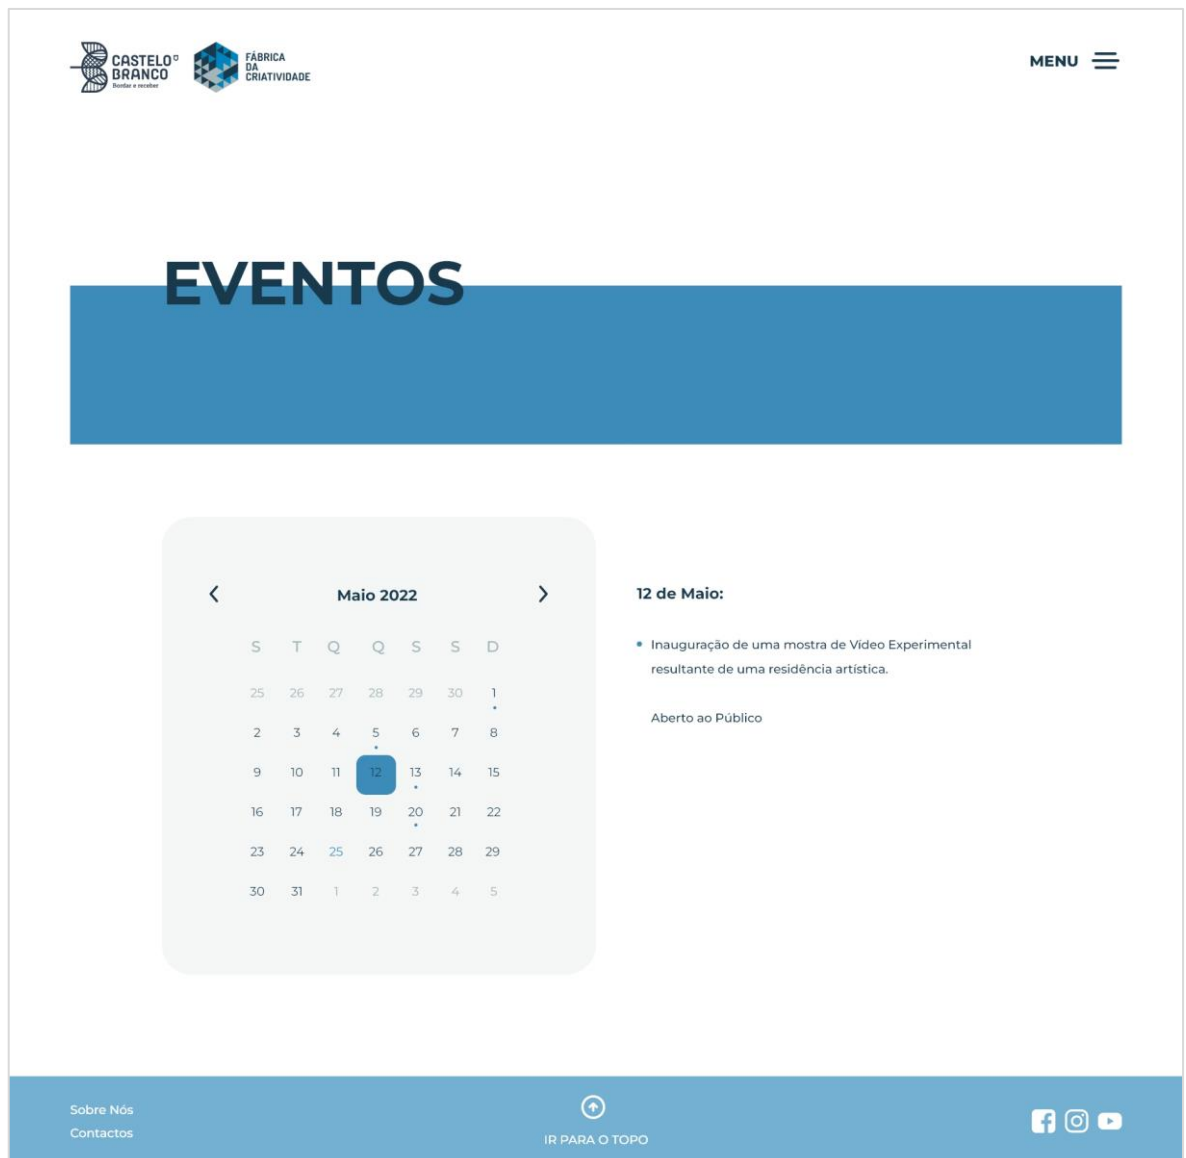 CASTELO
BRANCO
Bordar e receber
FÁBRICA
DA
CRIATIVIDADE
MENU
EVENTOS
Maio 2022
S T Q Q S S D
25 26 27 28 29 30 1
2 3 4 5 6 7 8
9 10 11 12 13 14 15
16 17 18 19 20 21 22
23 24 25 26 27 28 29
30 31 1 2 3 4 5
12 de Maio:
• Inauguração de uma mostra de Vídeo Experimental
resultante de uma residência artística.
Aberto ao Público
Sobre Nós
Contactos
IR PARA O TOPO